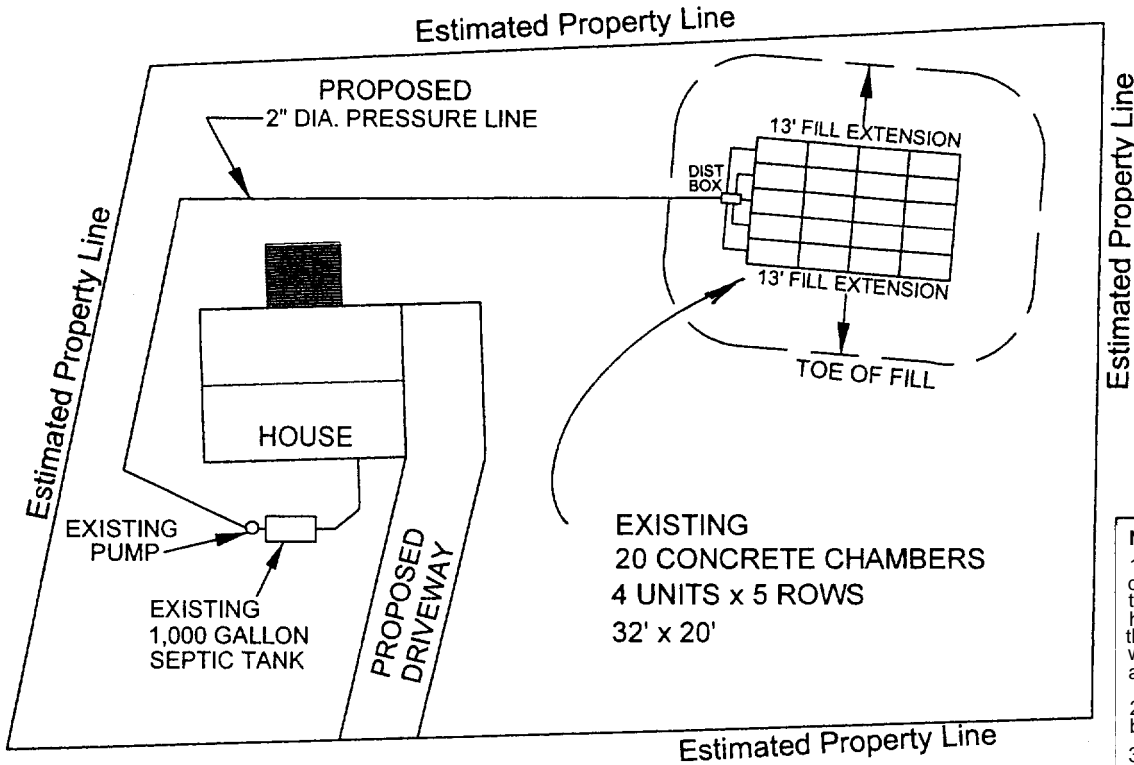 Estimated Property Line
PROPOSED
2" DIA. PRESSURE LINE
13' FILL EXTENSION
DIST
BOX
Estimated Property Line
Estimated Property Line
13' FILL EXTENSION
TOE OF FILL
HOUSE
EXISTING
PUMP
EXISTING
1,000 GALLON
SEPTIC TANK
PROPOSED
DRIVEWAY
EXISTING
20 CONCRETE CHAMBERS
4 UNITS x 5 ROWS
32' x 20'
Estimated Property Line